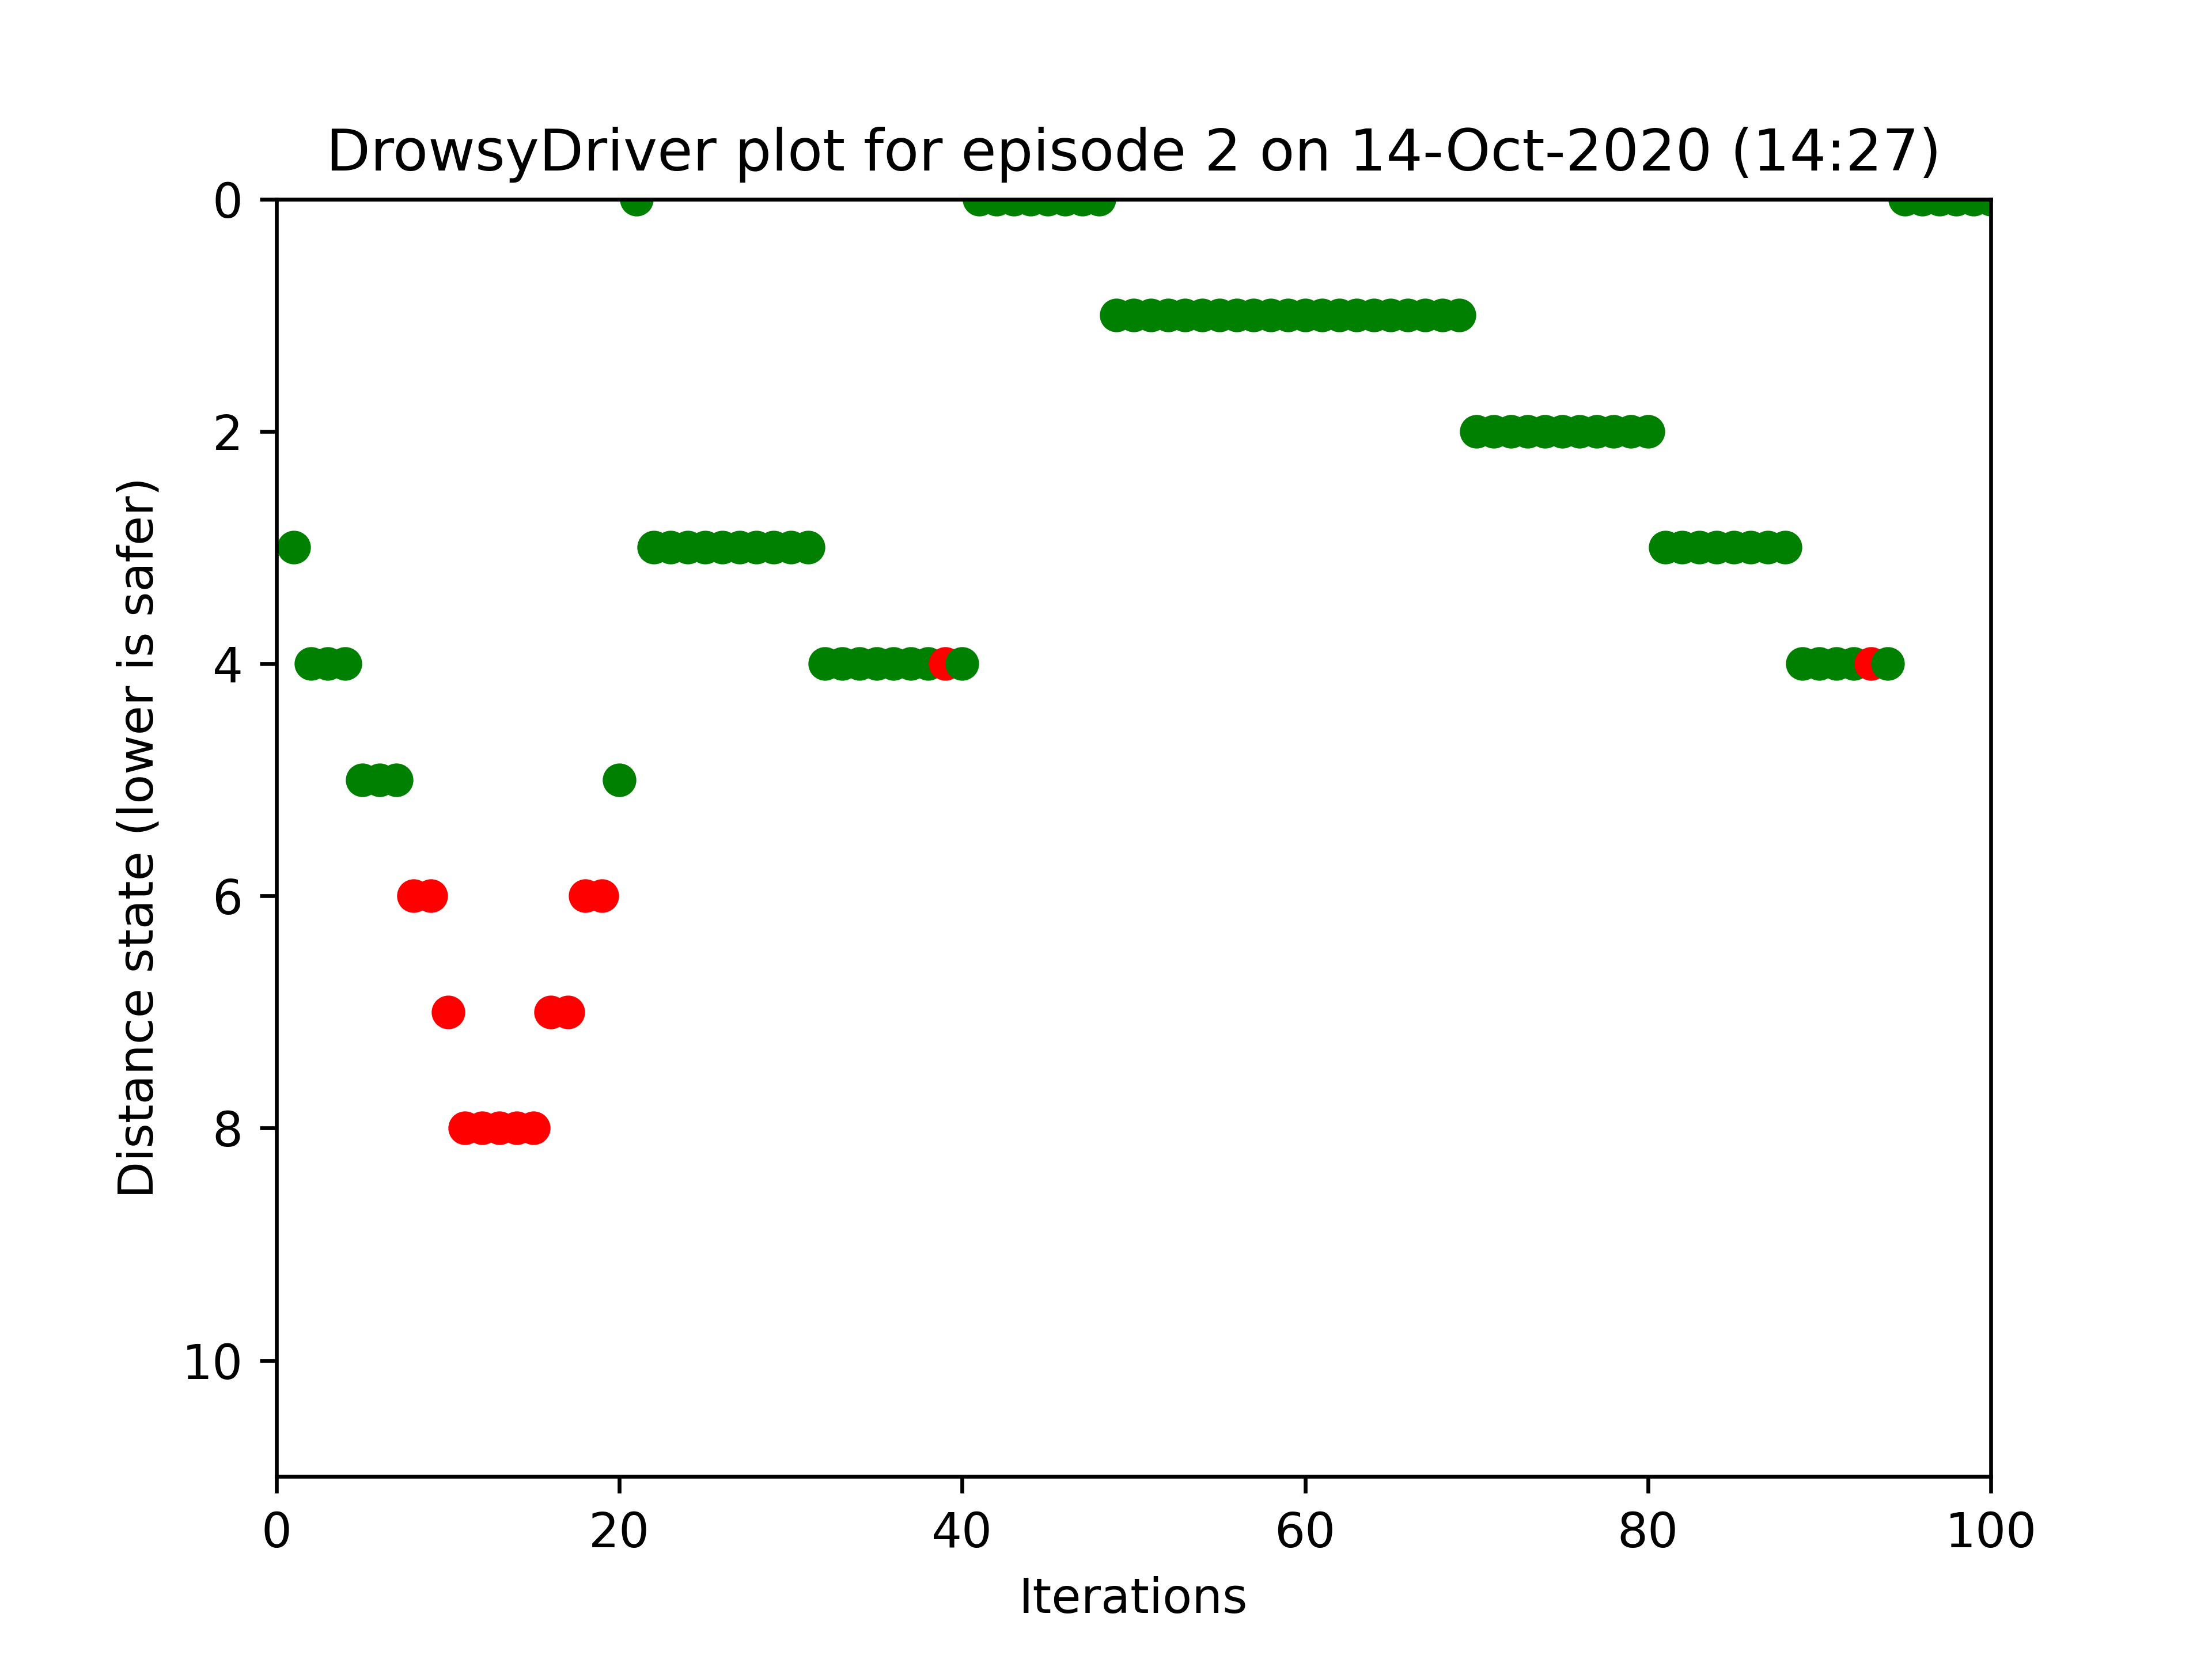 DrowsyDriver plot for episode 2 on 14-Oct-2020 (14:27)
Distance state (lower is safer)
0
2
4
6
8
10
0 20 40 60 80 100
Iterations